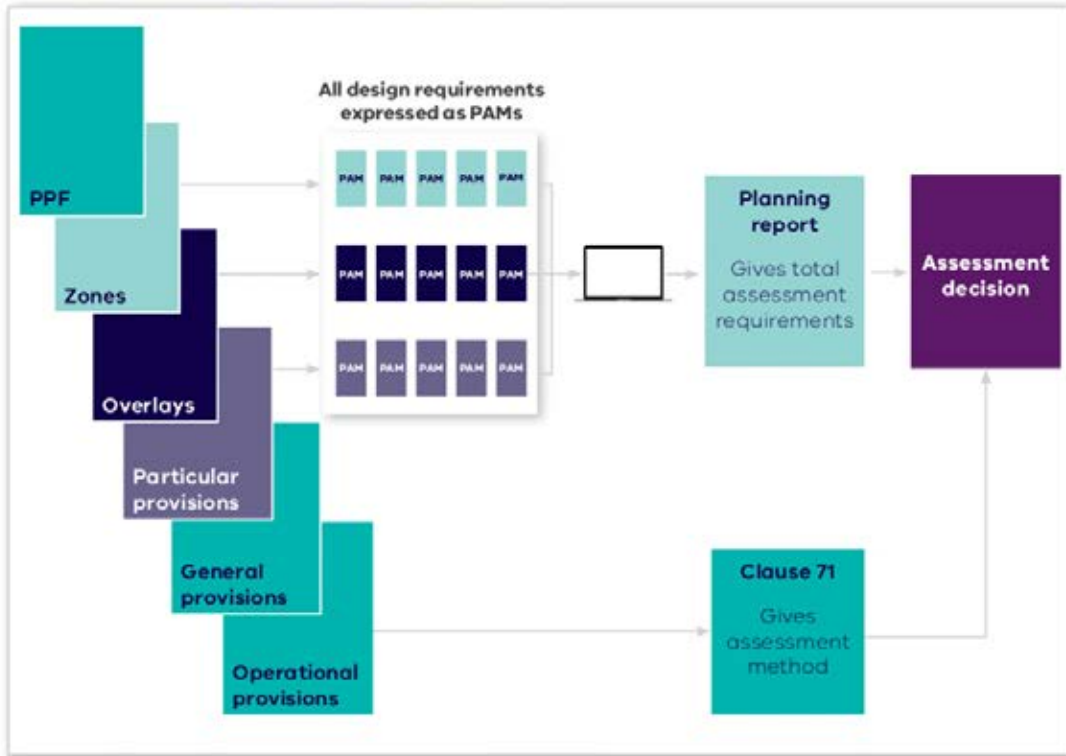 All design requirements
expressed as PAMs
PPF
PAM PAM PAM PAM PAM
Zones
PAM PAM PAM PAM PAM
Overlays
PAM PAM PAM PAM PAM
Particular
provisions
General
provisions
Operational
provisions
Planning
report
Gives total
assessment
requirements
Assessment
decision
Clause 71
Gives
assessment
method